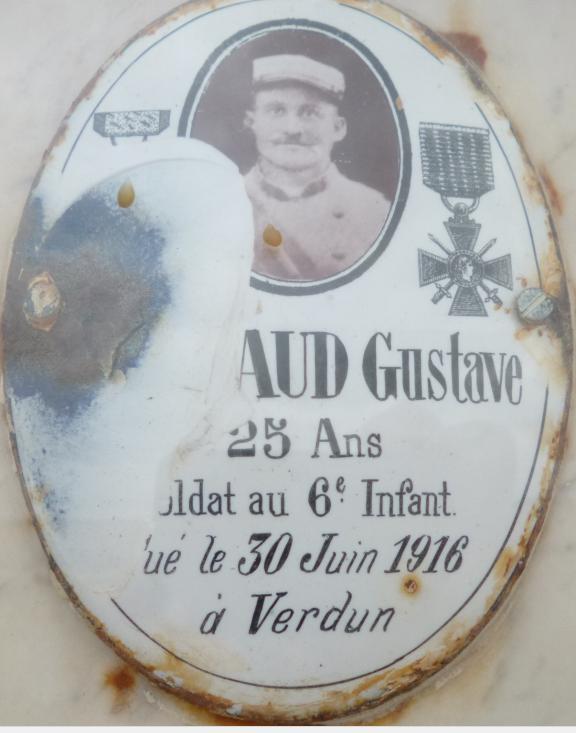 AUD Gustave
25 Ans
oldat au 6e Infant.
ué le 30 Juin 1916
à Verdun